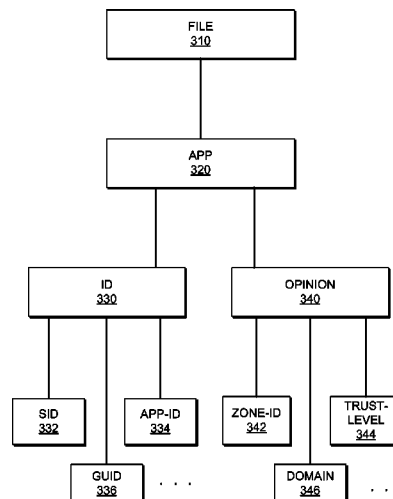 FILE
310
APP
320
ID
330
OPINION
340
SID
332
APP-ID
334
ZONE-ID
342
TRUST-
LEVEL
344
GUID
336
. . .
DOMAIN
346
. .